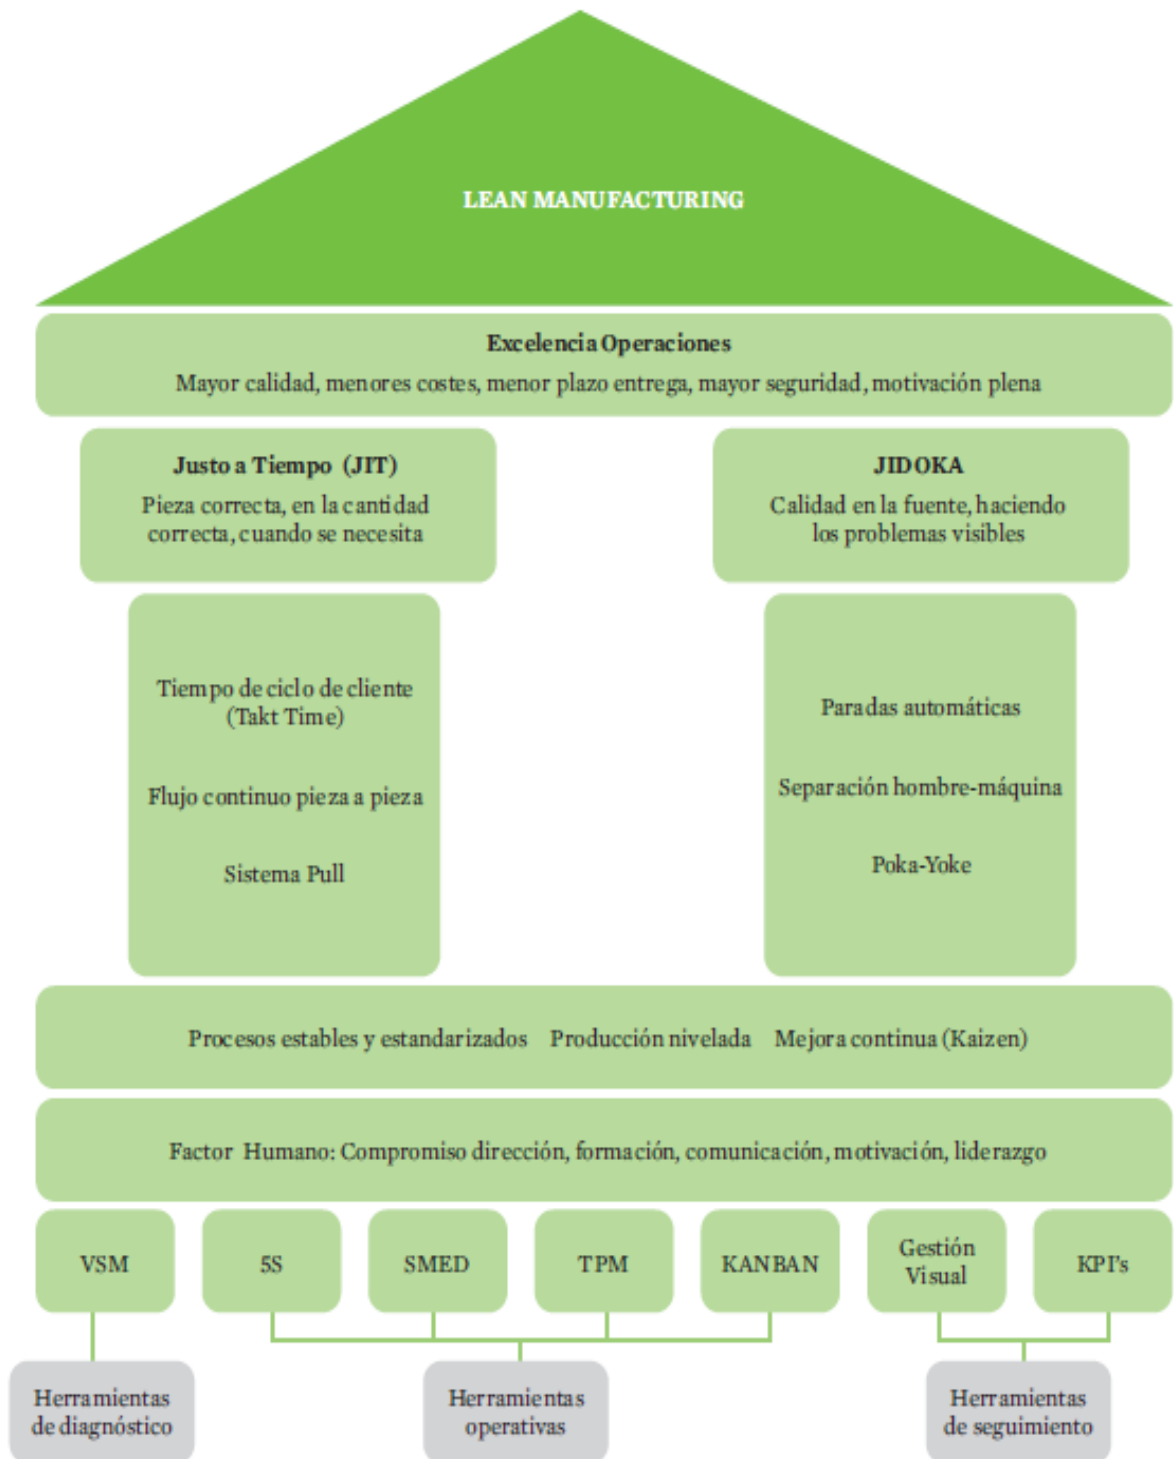 LEAN MANUFACTURING
Excelencia Operaciones
Mayor calidad, menores costes, menor plazo entrega, mayor seguridad, motivación plena
Justo a Tiempo (JIT)
Pieza correcta, en la cantidad
correcta, cuando se necesita
JIDOKA
Calidad en la fuente, haciendo
los problemas visibles
Tiempo de ciclo de cliente
(Takt Time)
Flujo continuo pieza a pieza
Sistema Pull
Paradas automáticas
Separación hombre-máquina
Poka-Yoke
Procesos estables y estandarizados Producción nivelada Mejora continua (Kaizen)
Factor Humano: Compromiso dirección, formación, comunicación, motivación, liderazgo
VSM
5S
SMED
TPM
KANBAN
Gestión
Visual
KPI's
Herramientas
de diagnóstico
Herramientas
operativas
Herramientas
de seguimiento